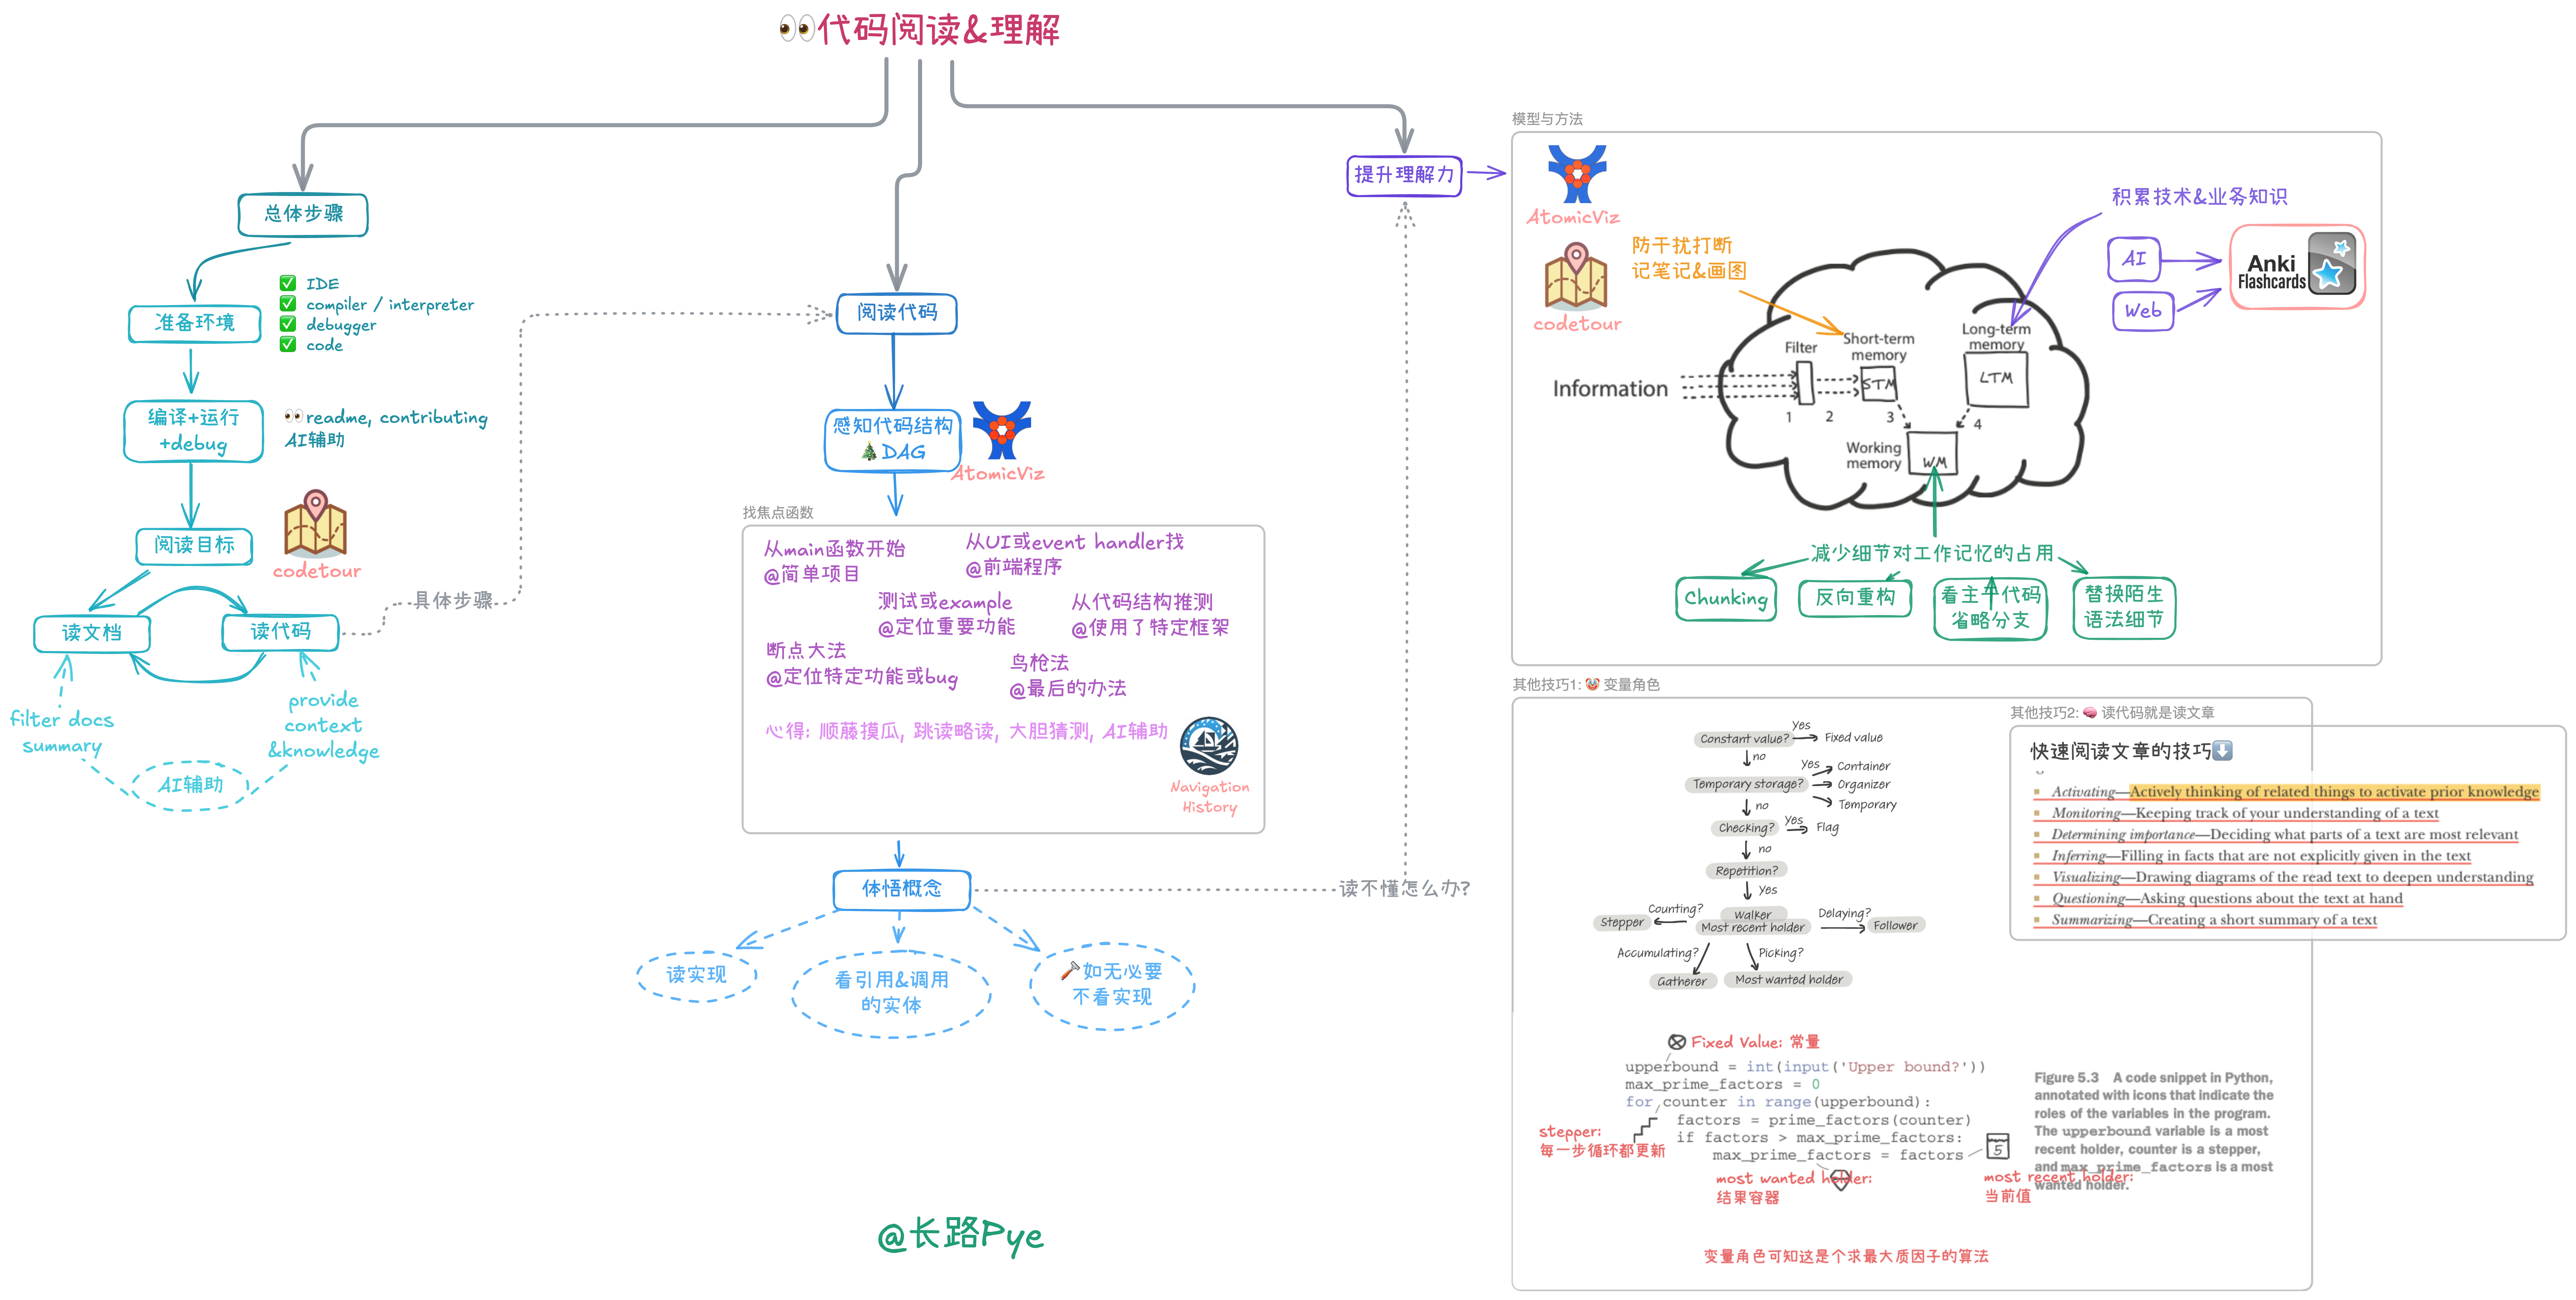 👀代码阅读&理解
总体步骤
准备环境
✅ IDE
✅ compiler / interpreter
✅ debugger
✅ code
编译+运行
+debug
👀readme, contributing
AI辅助
阅读目标
codetour
读文档
读代码
具体步骤
filter docs
summary
provide
context
&knowledge
AI辅助
阅读代码
感知代码结构
🎄DAG
AtomicViz
找焦点函数
从main函数开始
@简单项目
从UI或event handler找
@前端程序
测试或example
@定位重要功能
从代码结构推测
@使用了特定框架
断点大法
@定位特定功能或bug
鸟枪法
@最后的办法
心得: 顺藤摸瓜, 跳读略读, 大胆猜测, AI辅助
Navigation
History
体悟概念
读不懂怎么办?
读实现
看引用&调用
的实体
🪒如无必要
不看实现
提升理解力
模型与方法
AtomicViz
codetour
防干扰打断
记笔记&画图
积累技术&业务知识
AI
Web
Anki
Flashcards
Information
Filter
Short-term
memory
STM
Long-term
memory
LTM
1
2
3
4
Working
memory
WM
减少细节对工作记忆的占用
Chunking
反向重构
看主干代码
省略分支
替换陌生
语法细节
其他技巧1: 🤡 变量角色
Constant value?
Yes
Fixed value
no
Temporary storage?
Yes
Container
Organizer
Temporary
no
Checking?
Yes
Flag
no
Repetition?
Yes
Walker
Most recent holder
Counting?
Stepper
Delaying?
Follower
Accumulating?
Gatherer
Picking?
Most wanted holder
Fixed Value: 常量
upperbound = int(input('Upper bound?'))
max_prime_factors = 0
for counter in range(upperbound):
factors = prime_factors(counter)
if factors > max_prime_factors:
max_prime_factors = factors
stepper:
每一步循环都更新
most wanted holder:
结果容器
5
most recent holder:
当前值
Figure 5.3 A code snippet in Python,
annotated with icons that indicate the
roles of the variables in the program.
The upperbound variable is a most
recent holder, counter is a stepper,
and max_prime_factors is a most
wanted holder.
变量角色可知这是个求最大质因子的算法
其他技巧2: 🧠 读代码就是读文章
快速阅读文章的技巧⬇️
Activating—Actively thinking of related things to activate prior knowledge
Monitoring—Keeping track of your understanding of a text
Determining importance—Deciding what parts of a text are most relevant
Inferring—Filling in facts that are not explicitly given in the text
Visualizing—Drawing diagrams of the read text to deepen understanding
Questioning—Asking questions about the text at hand
Summarizing—Creating a short summary of a text
@长路Pye